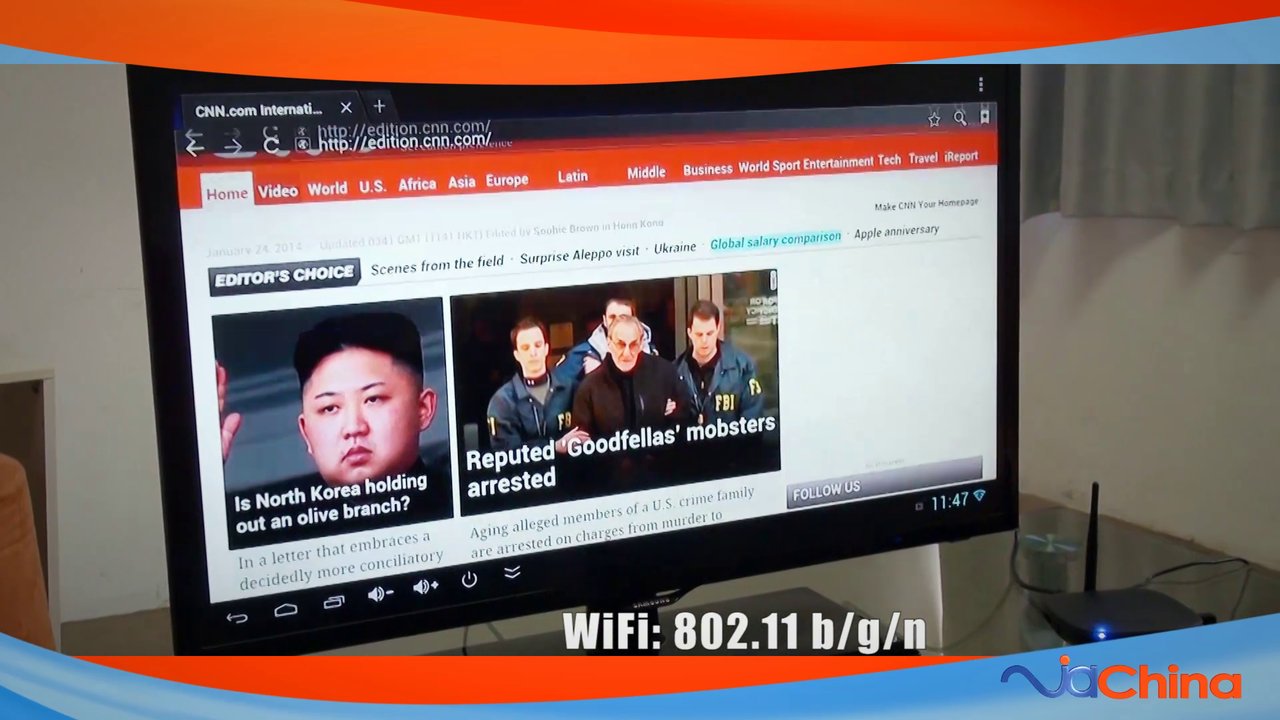 CNN.com Internati...
http://edition.cnn.com/
http://edition.cnn.com/
Home Video World U.S. Africa Asia Europe Latin Middle Business World Sport Entertainment Tech Travel iReport
Make CNN Your Homepage
January 24, 2014 Updated 0341 GMT (1141 HKT) Edited by Sophie Brown in Hong Kong
EDITOR'S CHOICE Scenes from the field · Surprise Aleppo visit · Ukraine · Global salary comparison · Apple anniversary
Is North Korea holding
out an olive branch?
In a letter that embraces a
decidedly more conciliatory
FBI
FBI
Reputed 'Goodfellas' mobsters
arrested
Aging alleged members of a U.S. crime family
are arrested on charges from murder to
FOLLOW US
11:47
SAMSUNG
WiFi: 802.11 b/g/n
ViaChina